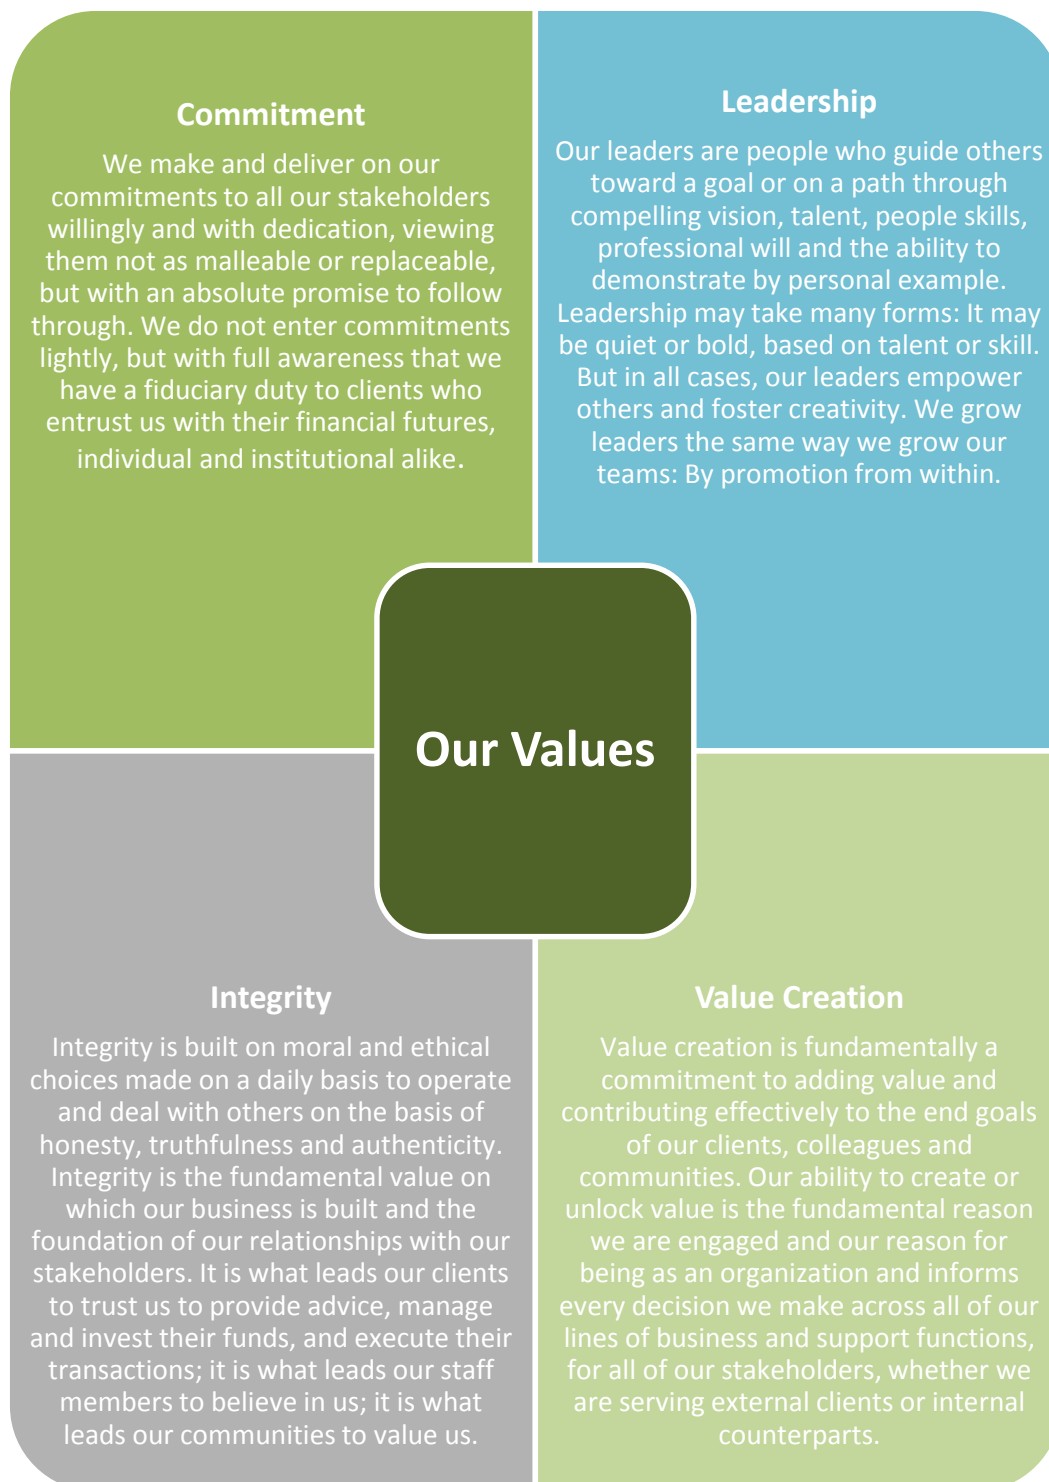 Commitment
We make and deliver on our
commitments to all our stakeholders
willingly and with dedication, viewing
them not as malleable or replaceable,
but with an absolute promise to follow
through. We do not enter commitments
lightly, but with full awareness that we
have a fiduciary duty to clients who
entrust us with their financial futures,
individual and institutional alike.
Leadership
Our leaders are people who guide others
toward a goal or on a path through
compelling vision, talent, people skills,
professional will and the ability to
demonstrate by personal example.
Leadership may take many forms: It may
be quiet or bold, based on talent or skill.
But in all cases, our leaders empower
others and foster creativity. We grow
leaders the same way we grow our
teams: By promotion from within.
Our Values
Integrity
Integrity is built on moral and ethical
choices made on a daily basis to operate
and deal with others on the basis of
honesty, truthfulness and authenticity.
Integrity is the fundamental value on
which our business is built and the
foundation of our relationships with our
stakeholders. It is what leads our clients
to trust us to provide advice, manage
and invest their funds, and execute their
transactions; it is what leads our staff
members to believe in us; it is what
leads our communities to value us.
Value Creation
Value creation is fundamentally a
commitment to adding value and
contributing effectively to the end goals
of our clients, colleagues and
communities. Our ability to create or
unlock value is the fundamental reason
we are engaged and our reason for
being as an organization and informs
every decision we make across all of our
lines of business and support functions,
for all of our stakeholders, whether we
are serving external clients or internal
counterparts.